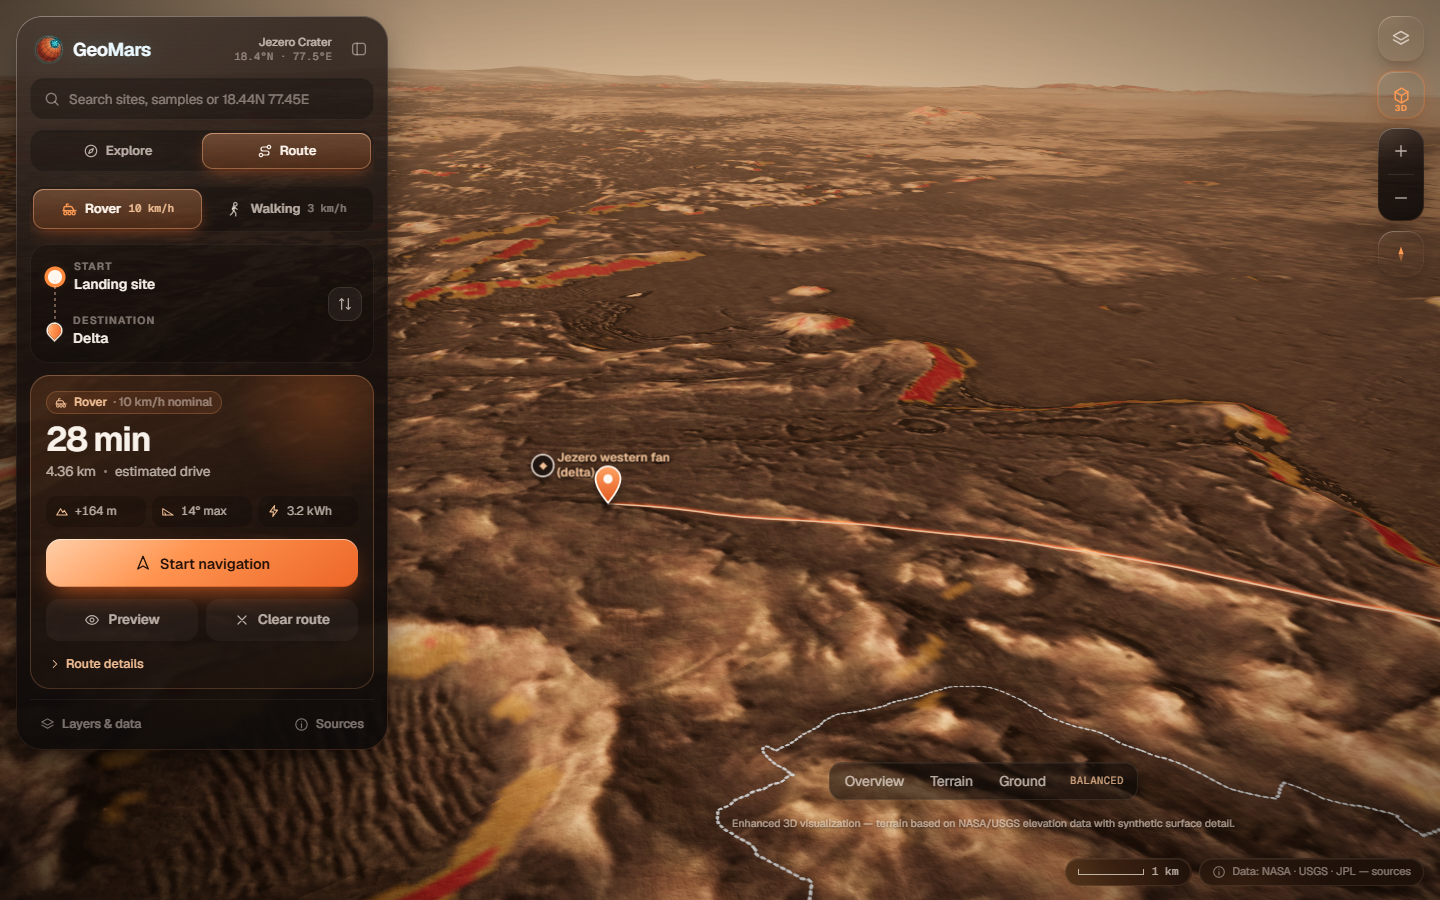 GeoMars
Jezero Crater
18.4°N · 77.5°E
Search sites, samples or 18.44N 77.45E
Explore
Route
Rover 10 km/h
Walking 3 km/h
START
Landing site
DESTINATION
Delta
Rover · 10 km/h nominal
28 min
4.36 km · estimated drive
+164 m
14° max
3.2 kWh
Start navigation
Preview
Clear route
Route details
Layers & data
Sources
3D
Jezero western fan
(delta)
Overview
Terrain
Ground
BALANCED
Enhanced 3D visualization — terrain based on NASA/USGS elevation data with synthetic surface detail.
1 km
Data: NASA · USGS · JPL — sources